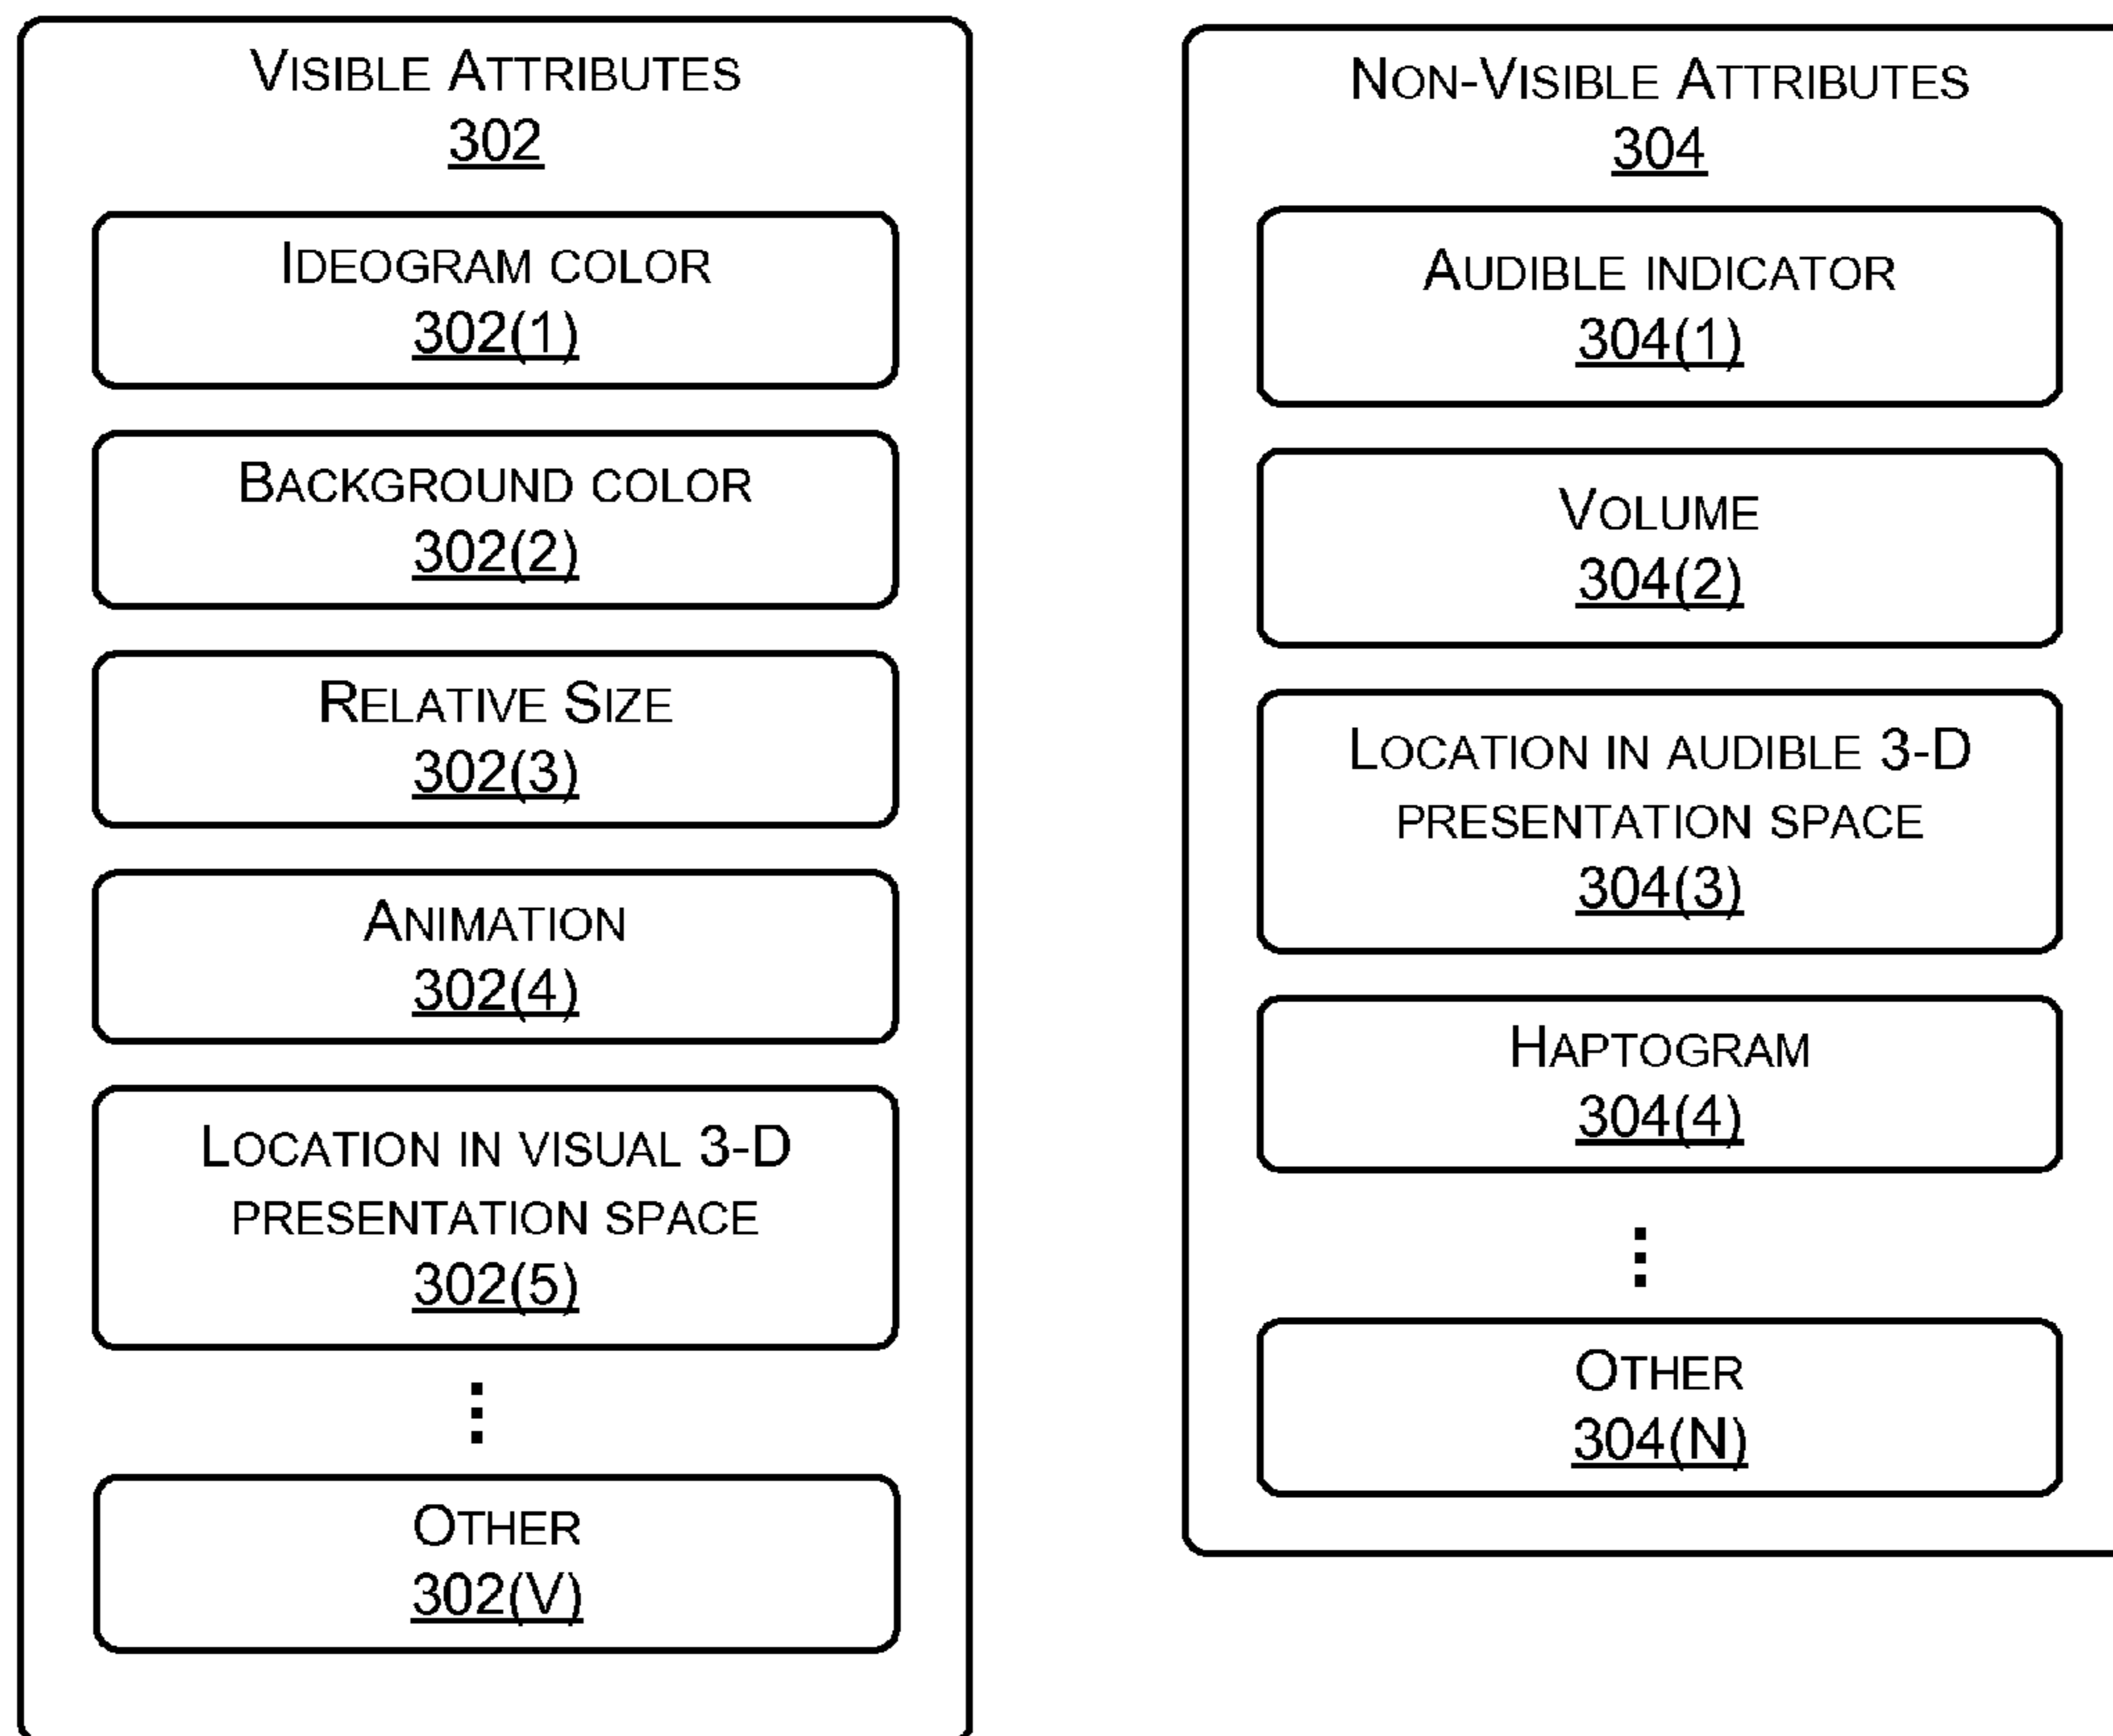 VISIBLE ATTRIBUTES
302
IDEOGRAM COLOR
302(1)
BACKGROUND COLOR
302(2)
RELATIVE SIZE
302(3)
ANIMATION
302(4)
LOCATION IN VISUAL 3-D
PRESENTATION SPACE
302(5)
⋮
OTHER
302(V)
NON-VISIBLE ATTRIBUTES
304
AUDIBLE INDICATOR
304(1)
VOLUME
304(2)
LOCATION IN AUDIBLE 3-D
PRESENTATION SPACE
304(3)
HAPTOGRAM
304(4)
⋮
OTHER
304(N)